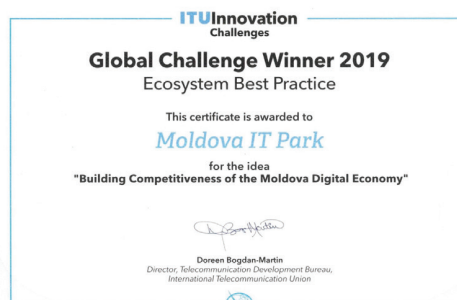 ITUInnovation
Challenges
Global Challenge Winner 2019
Ecosystem Best Practice
This certificate is awarded to
Moldova IT Park
for the idea
"Building Competitiveness of the Moldova Digital Economy"
Doreen Bogdan-Martin
Director, Telecommunication Development Bureau,
International Telecommunication Union